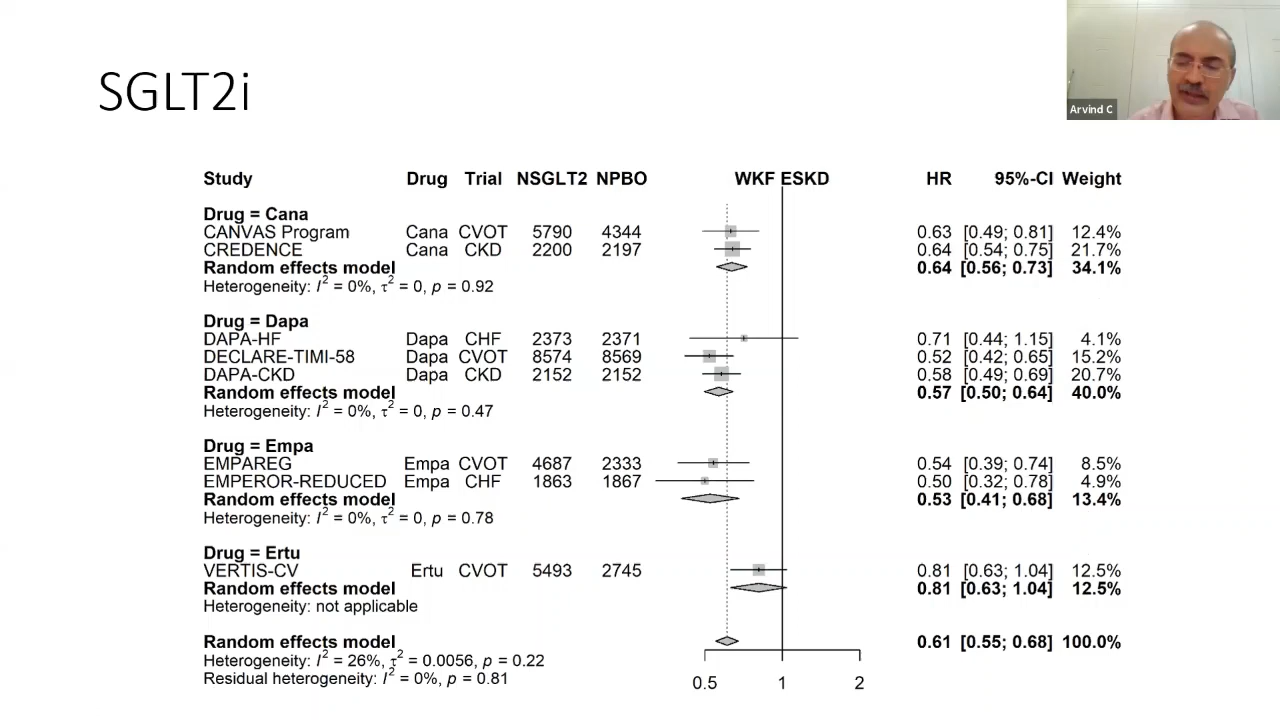 SGLT2i
Arvind C
Study Drug Trial NSGLT2 NPBO WKF ESKD HR 95%-CI Weight
Drug = Cana
CANVAS Program Cana CVOT 5790 4344 0.63 [0.49; 0.81] 12.4%
CREDENCE Cana CKD 2200 2197 0.64 [0.54; 0.75] 21.7%
Random effects model 0.64 [0.56; 0.73] 34.1%
Heterogeneity: I² = 0%, τ² = 0, p = 0.92
Drug = Dapa
DAPA-HF Dapa CHF 2373 2371 0.71 [0.44; 1.15] 4.1%
DECLARE-TIMI-58 Dapa CVOT 8574 8569 0.52 [0.42; 0.65] 15.2%
DAPA-CKD Dapa CKD 2152 2152 0.58 [0.49; 0.69] 20.7%
Random effects model 0.57 [0.50; 0.64] 40.0%
Heterogeneity: I² = 0%, τ² = 0, p = 0.47
Drug = Empa
EMPAREG Empa CVOT 4687 2333 0.54 [0.39; 0.74] 8.5%
EMPEROR-REDUCED Empa CHF 1863 1867 0.50 [0.32; 0.78] 4.9%
Random effects model 0.53 [0.41; 0.68] 13.4%
Heterogeneity: I² = 0%, τ² = 0, p = 0.78
Drug = Ertu
VERTIS-CV Ertu CVOT 5493 2745 0.81 [0.63; 1.04] 12.5%
Random effects model 0.81 [0.63; 1.04] 12.5%
Heterogeneity: not applicable
Random effects model 0.61 [0.55; 0.68] 100.0%
Heterogeneity: I² = 26%, τ² = 0.0056, p = 0.22
Residual heterogeneity: I² = 0%, p = 0.81
0.5 1 2